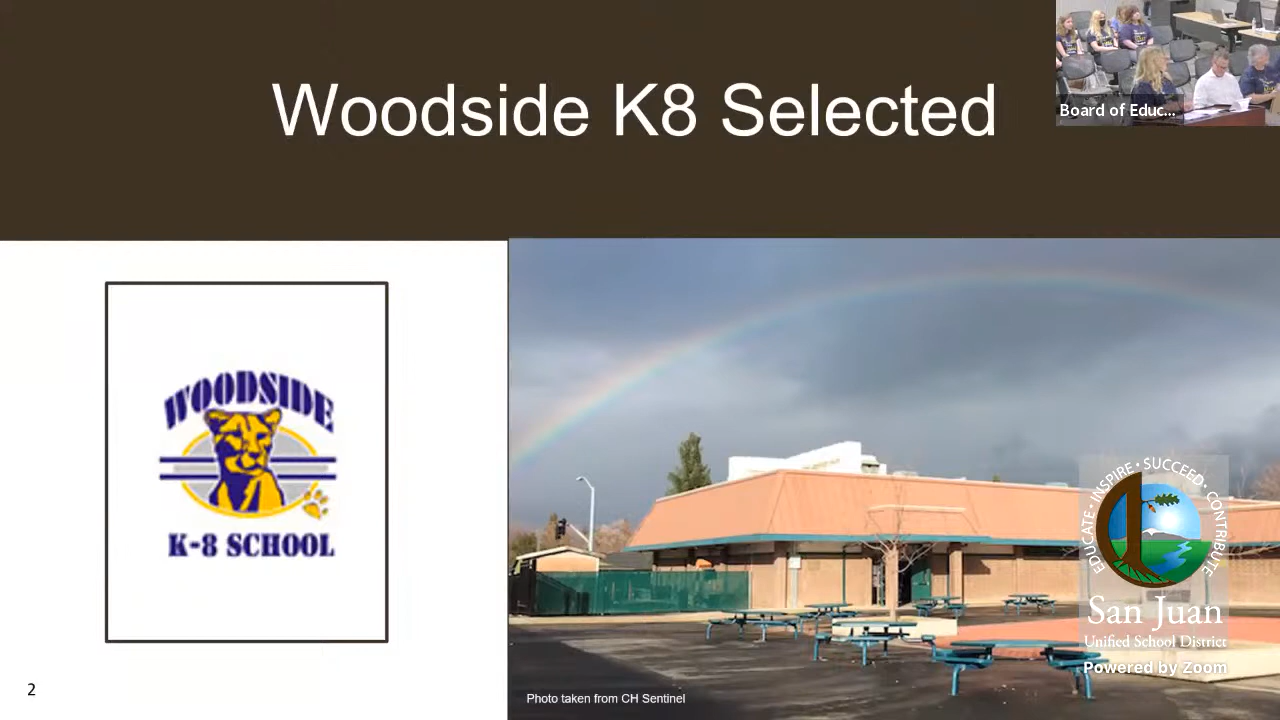 Woodside K8 Selected
Board of Educ...
WOODSIDE
K-8 SCHOOL
EDUCATE · INSPIRE · SUCCEED · CONTRIBUTE
San Juan
Unified School District
Powered by Zoom
2
Photo taken from CH Sentinel